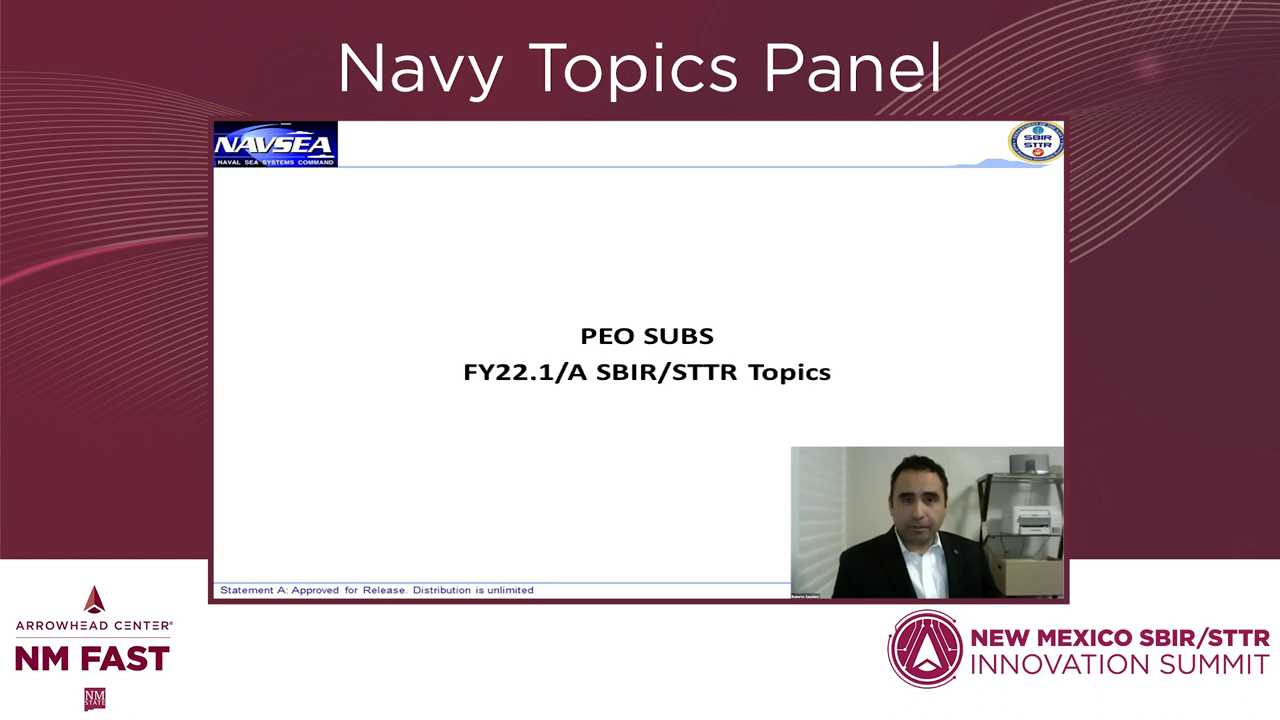 Navy Topics Panel
NAVSEA
NAVAL SEA SYSTEMS COMMAND
SBIR
STTR
PEO SUBS
FY22.1/A SBIR/STTR Topics
Statement A: Approved for Release. Distribution is unlimited
ARROWHEAD CENTER®
NM FAST
NM
STATE
NEW MEXICO SBIR/STTR
INNOVATION SUMMIT